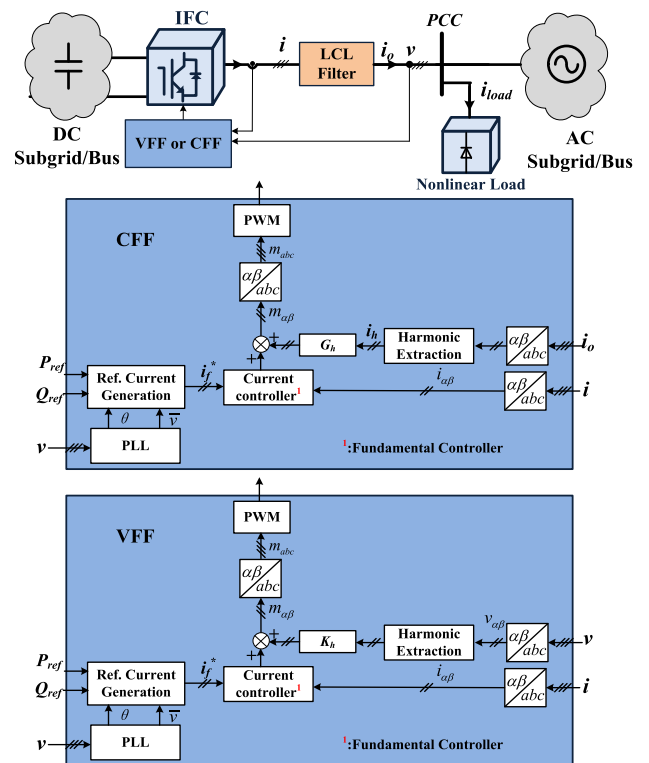 IFC
PCC
i
LCL
Filter
i_o
v
i_load
DC
Subgrid/Bus
VFF or CFF
AC
Subgrid/Bus
Nonlinear Load
CFF
PWM
m_abc
αβ/abc
m_αβ
+
+
G_h
i_h
Harmonic
Extraction
αβ/abc
i_o
P_ref
Q_ref
Ref. Current
Generation
i_f*
Current
controller¹
i_αβ
αβ/abc
i
θ
v̅
v
PLL
¹:Fundamental Controller
VFF
PWM
m_abc
αβ/abc
m_αβ
+
+
K_h
Harmonic
Extraction
v_αβ
αβ/abc
v
P_ref
Q_ref
Ref. Current
Generation
i_f*
Current
controller¹
i_αβ
αβ/abc
i
θ
v̅
v
PLL
¹:Fundamental Controller